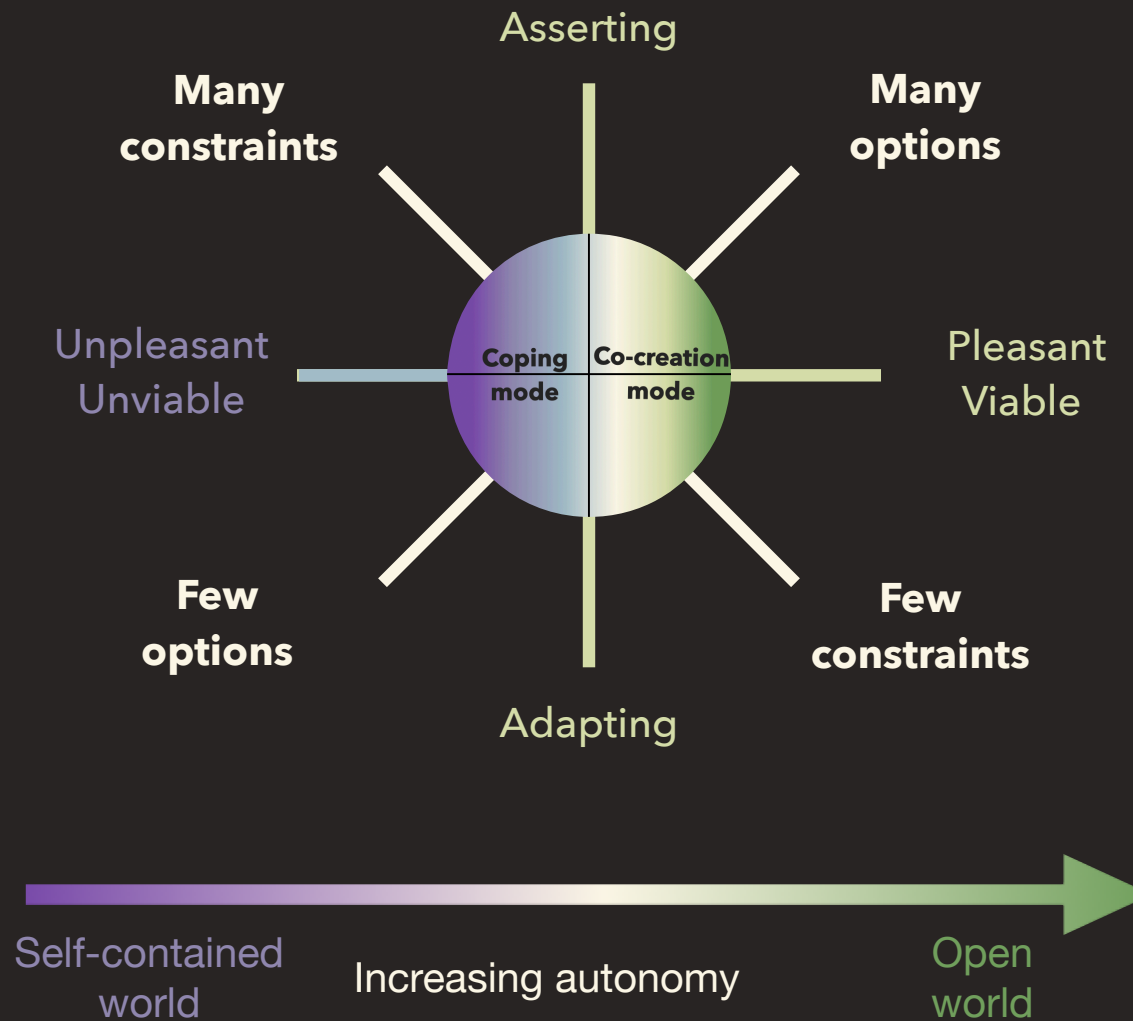 Asserting
Many
constraints
Many
options
Unpleasant
Unviable
Coping
mode
Co-creation
mode
Pleasant
Viable
Few
options
Few
constraints
Adapting
Self-contained
world
Increasing autonomy
Open
world